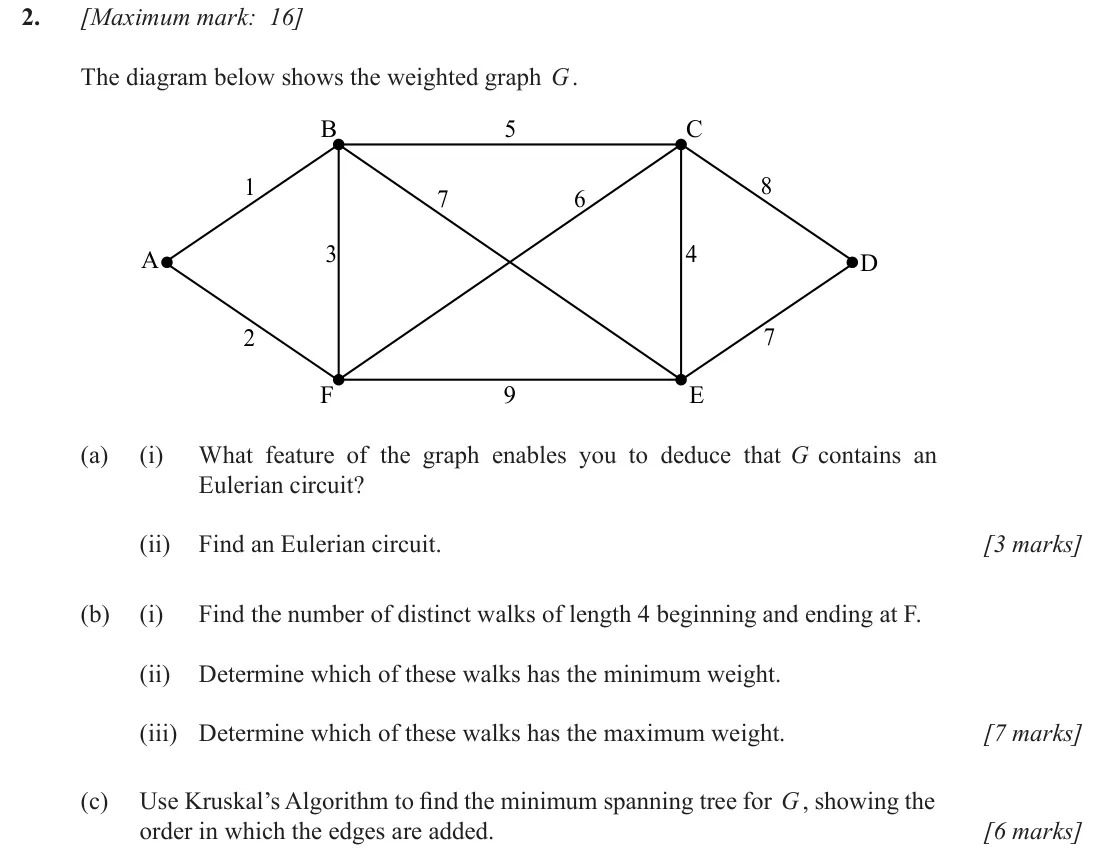 2. [Maximum mark: 16]
The diagram below shows the weighted graph G.
B 5 C
1 7 6 8
A 3 4 D
2 7
F 9 E
(a) (i) What feature of the graph enables you to deduce that G contains an
Eulerian circuit?
(ii) Find an Eulerian circuit. [3 marks]
(b) (i) Find the number of distinct walks of length 4 beginning and ending at F.
(ii) Determine which of these walks has the minimum weight.
(iii) Determine which of these walks has the maximum weight. [7 marks]
(c) Use Kruskal’s Algorithm to find the minimum spanning tree for G, showing the
order in which the edges are added. [6 marks]